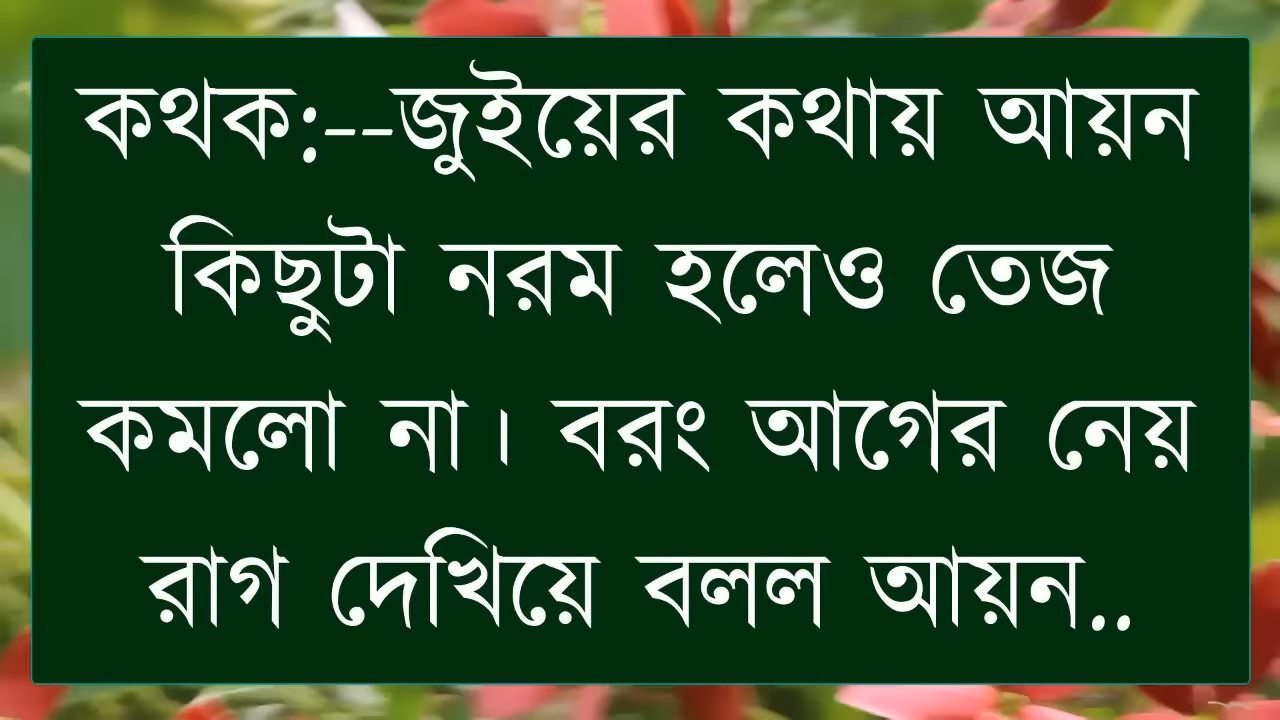 কথক:--জুইয়ের কথায় আয়ন
কিছুটা নরম হলেও তেজ
কমলো না। বরং আগের নেয়
রাগ দেখিয়ে বলল আয়ন..